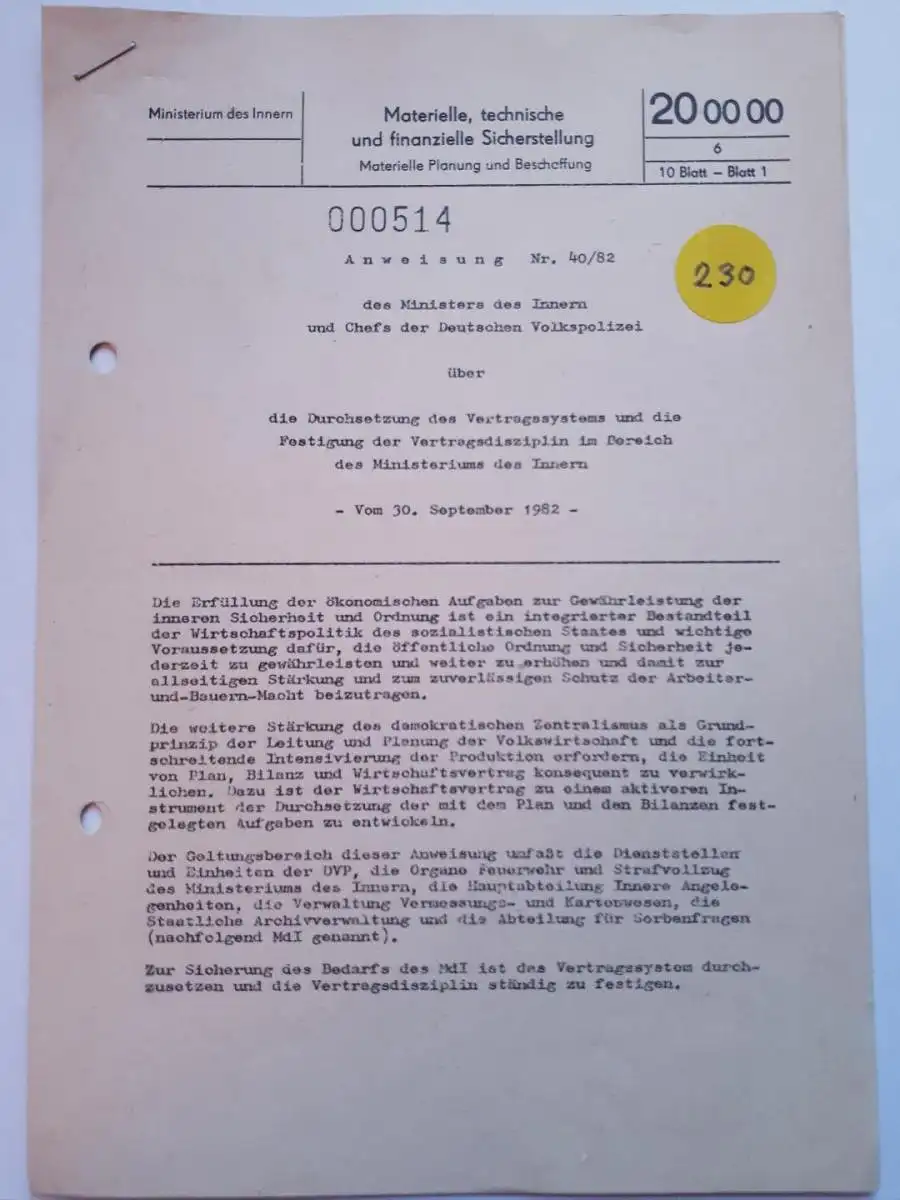 Ministerium des Innern
Materielle, technische
und finanzielle Sicherstellung
Materielle Planung und Beschaffung
20 00 00
6
10 Blatt – Blatt 1
000514
Anweisung Nr. 40/82
230
des Ministers des Innern
und Chefs der Deutschen Volkspolizei
über
die Durchsetzung des Vertragssystems und die
Festigung der Vertragsdisziplin im Bereich
des Ministeriums des Innern
- Vom 30. September 1982 -
Die Erfüllung der ökonomischen Aufgaben zur Gewährleistung der
inneren Sicherheit und Ordnung ist ein integrierter Bestandteil
der Wirtschaftspolitik des sozialistischen Staates und wichtige
Voraussetzung dafür, die öffentliche Ordnung und Sicherheit je-
derzeit zu gewährleisten und weiter zu erhöhen und damit zur
allseitigen Stärkung und zum zuverlässigen Schutz der Arbeiter-
und-Bauern-Macht beizutragen.
Die weitere Stärkung des demokratischen Zentralismus als Grund-
prinzip der Leitung und Planung der Volkswirtschaft und die fort-
schreitende Intensivierung der Produktion erfordern, die Einheit
von Plan, Bilanz und Wirtschaftsvertrag konsequent zu verwirk-
lichen. Dazu ist der Wirtschaftsvertrag zu einem aktiveren In-
strument der Durchsetzung der mit dem Plan und den Bilanzen fest-
gelegten Aufgaben zu entwickeln.
Der Geltungsbereich dieser Anweisung umfaßt die Dienststellen
und Einheiten der DVP, die Organe Feuerwehr und Strafvollzug
des Ministeriums des Innern, die Hauptabteilung Innere Angele-
genheiten, die Verwaltung Vermessungs- und Kartenwesen, die
Staatliche Archivverwaltung und die Abteilung für Sorbenfragen
(nachfolgend MdI genannt).
Zur Sicherung des Bedarfs des MdI ist das Vertragssystem durch-
zusetzen und die Vertragsdisziplin ständig zu festigen.